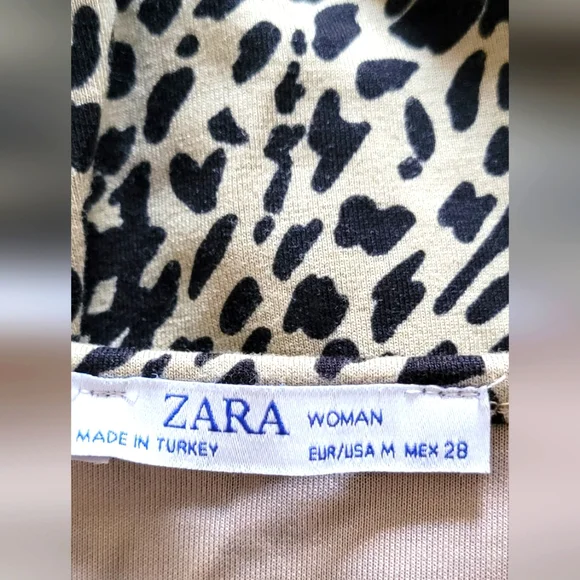 ZARA WOMAN
MADE IN TURKEY EUR/USA M MEX 28